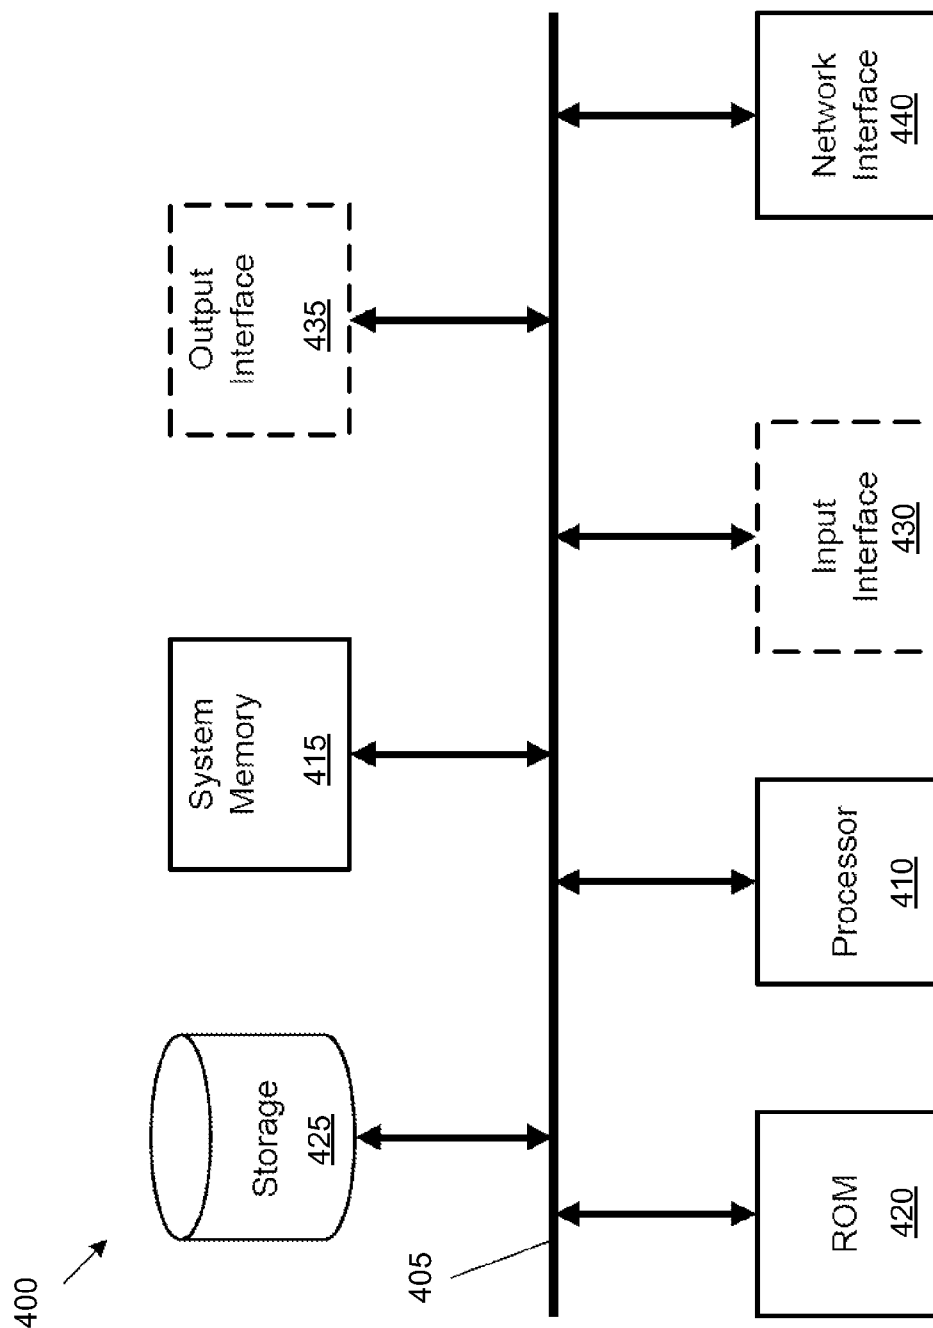 400
Storage
425
System
Memory
415
Output
Interface
435
405
ROM
420
Processor
410
Input
Interface
430
Network
Interface
440